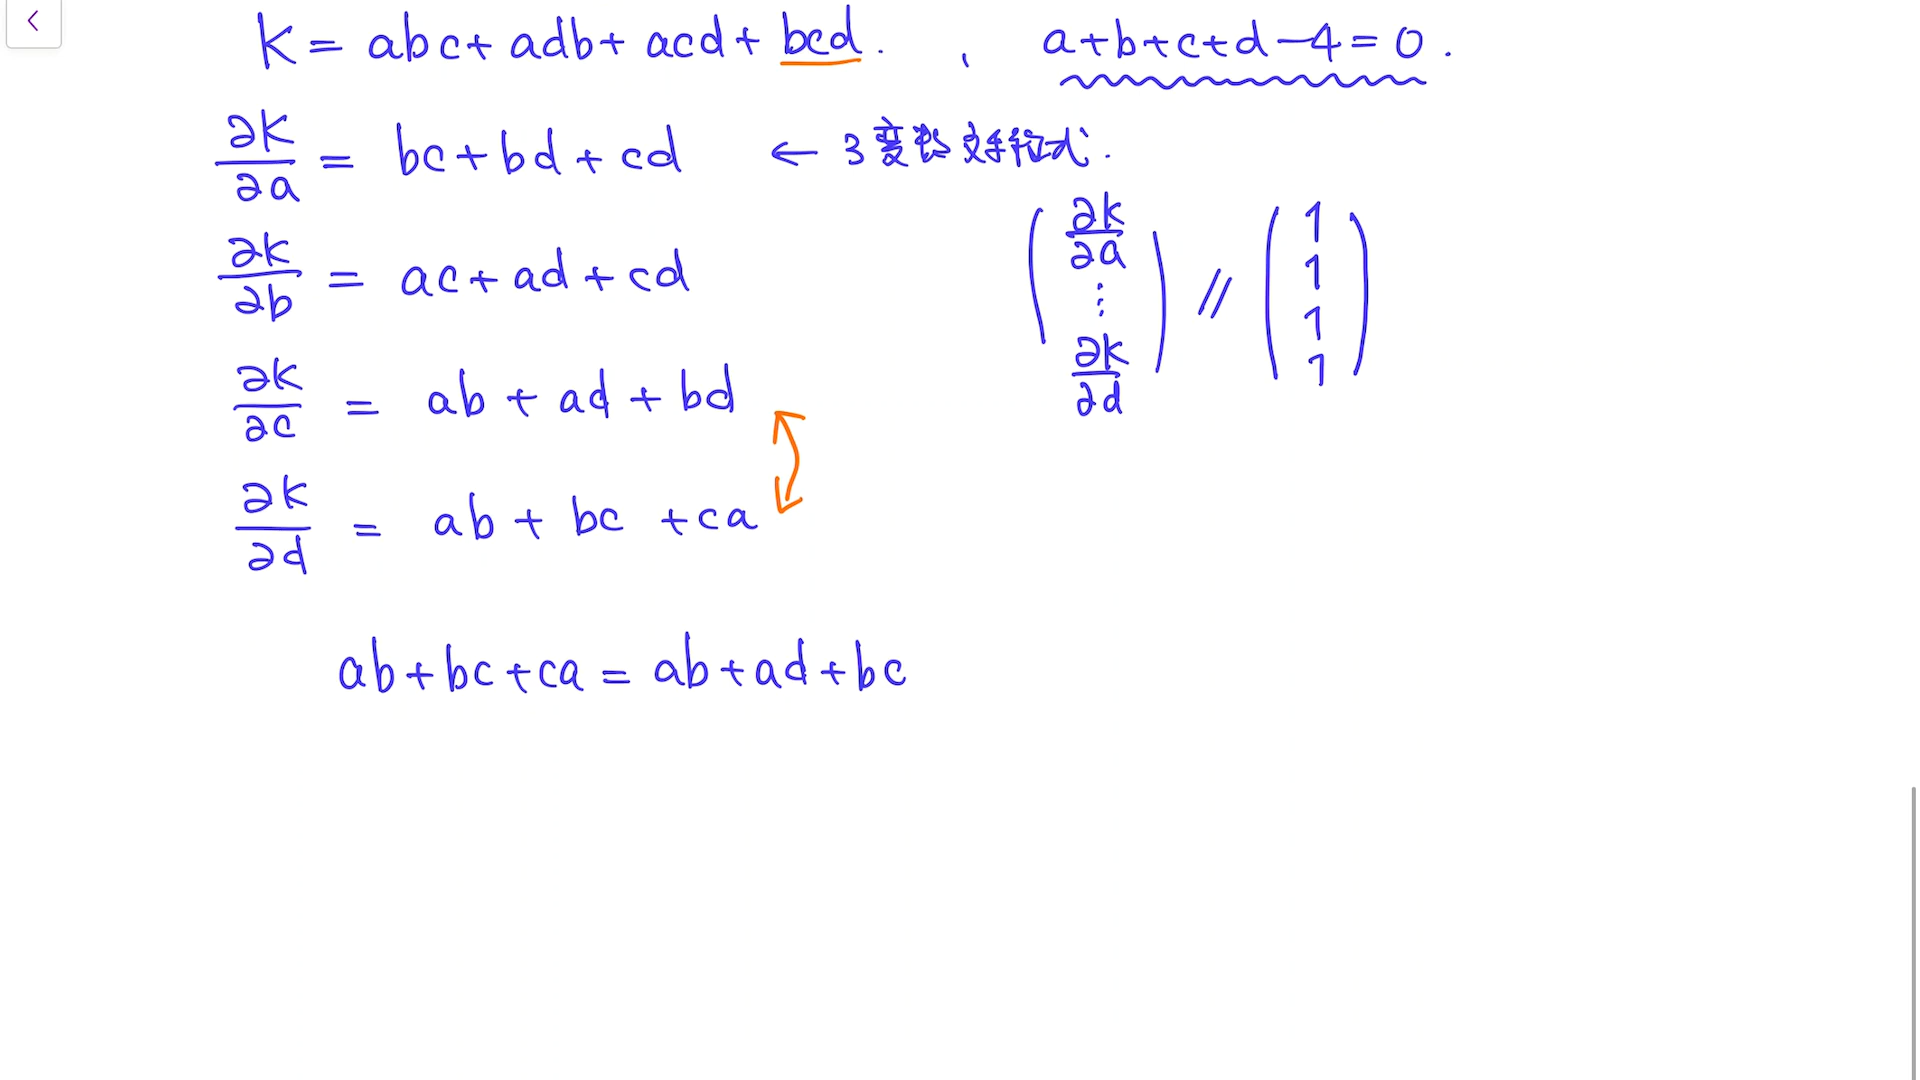 K = abc + adb + acd + bcd. , a+b+c+d-4=0.
∂K/∂a = bc + bd + cd ← 3変数対称式.
∂K/∂b = ac + ad + cd
(∂K/∂a ⋮ ∂K/∂d) // (1 1 1 1)
∂K/∂c = ab + ad + bd
∂K/∂d = ab + bc + ca
ab+bc+ca = ab+ad+bc